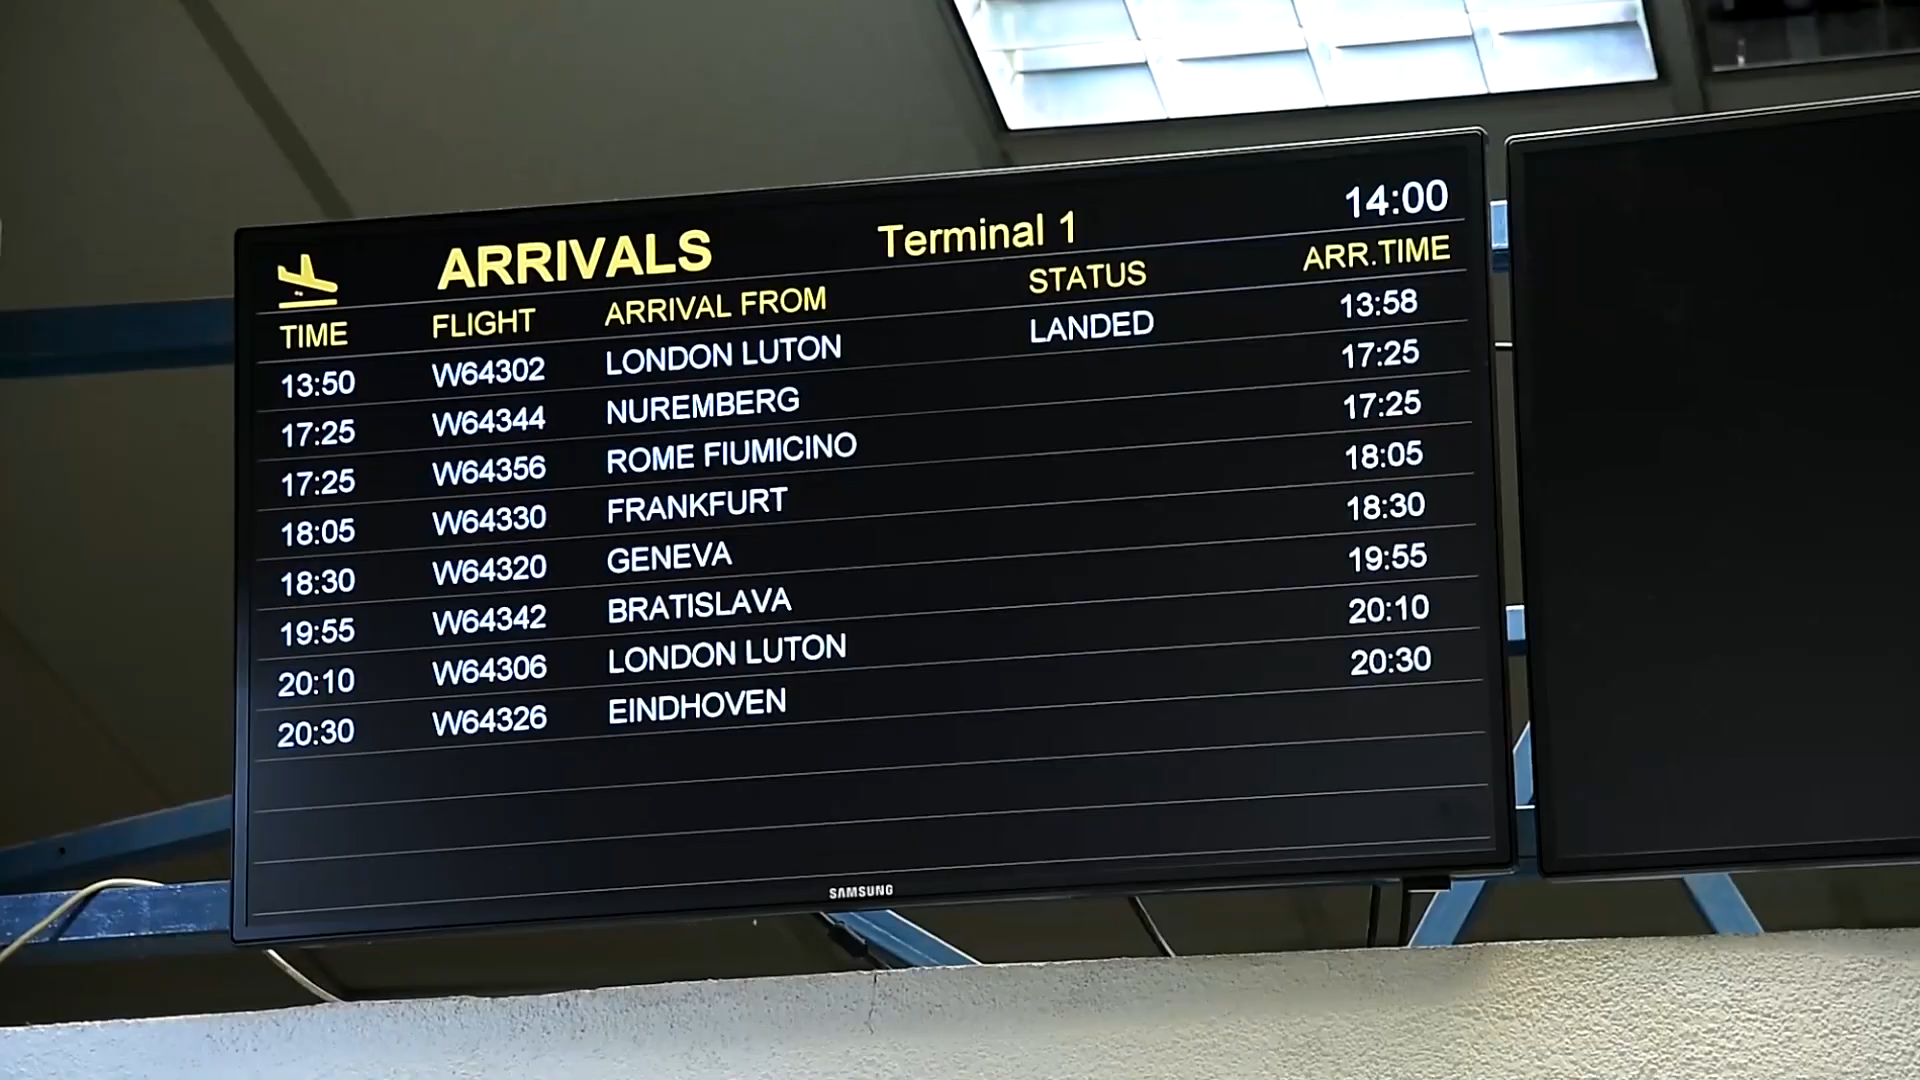 ARRIVALS Terminal 1 14:00
TIME FLIGHT ARRIVAL FROM STATUS ARR.TIME
13:50 W64302 LONDON LUTON LANDED 13:58
17:25 W64344 NUREMBERG 17:25
17:25 W64356 ROME FIUMICINO 17:25
18:05 W64330 FRANKFURT 18:05
18:30 W64320 GENEVA 18:30
19:55 W64342 BRATISLAVA 19:55
20:10 W64306 LONDON LUTON 20:10
20:30 W64326 EINDHOVEN 20:30
SAMSUNG